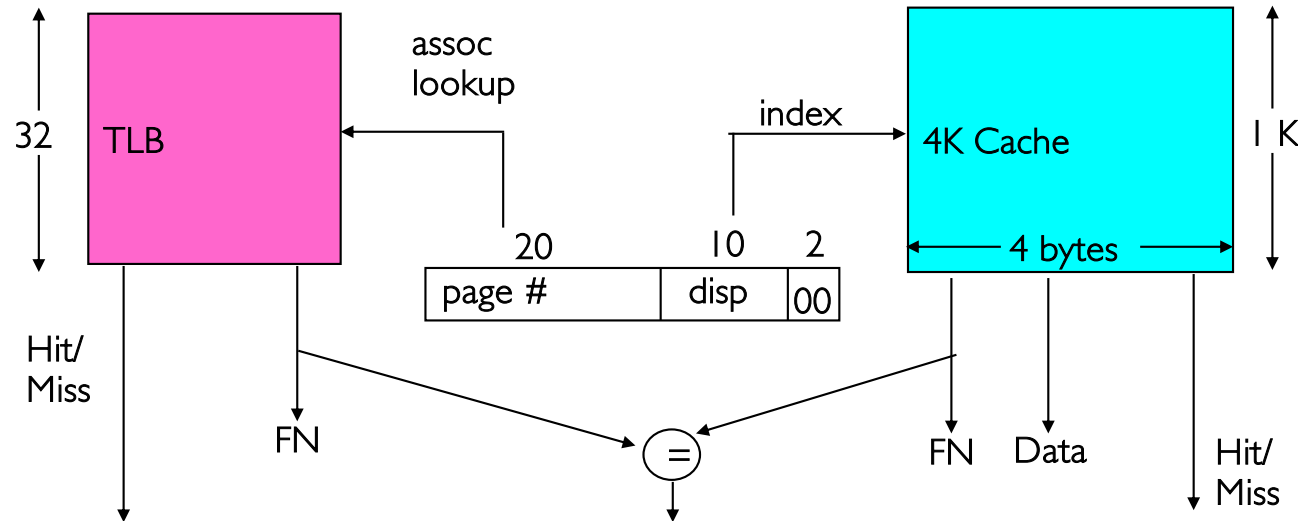 assoc
lookup
index
32
TLB
4K Cache
1 K
20
10
2
4 bytes
page #
disp
00
Hit/
Miss
FN
=
FN
Data
Hit/
Miss